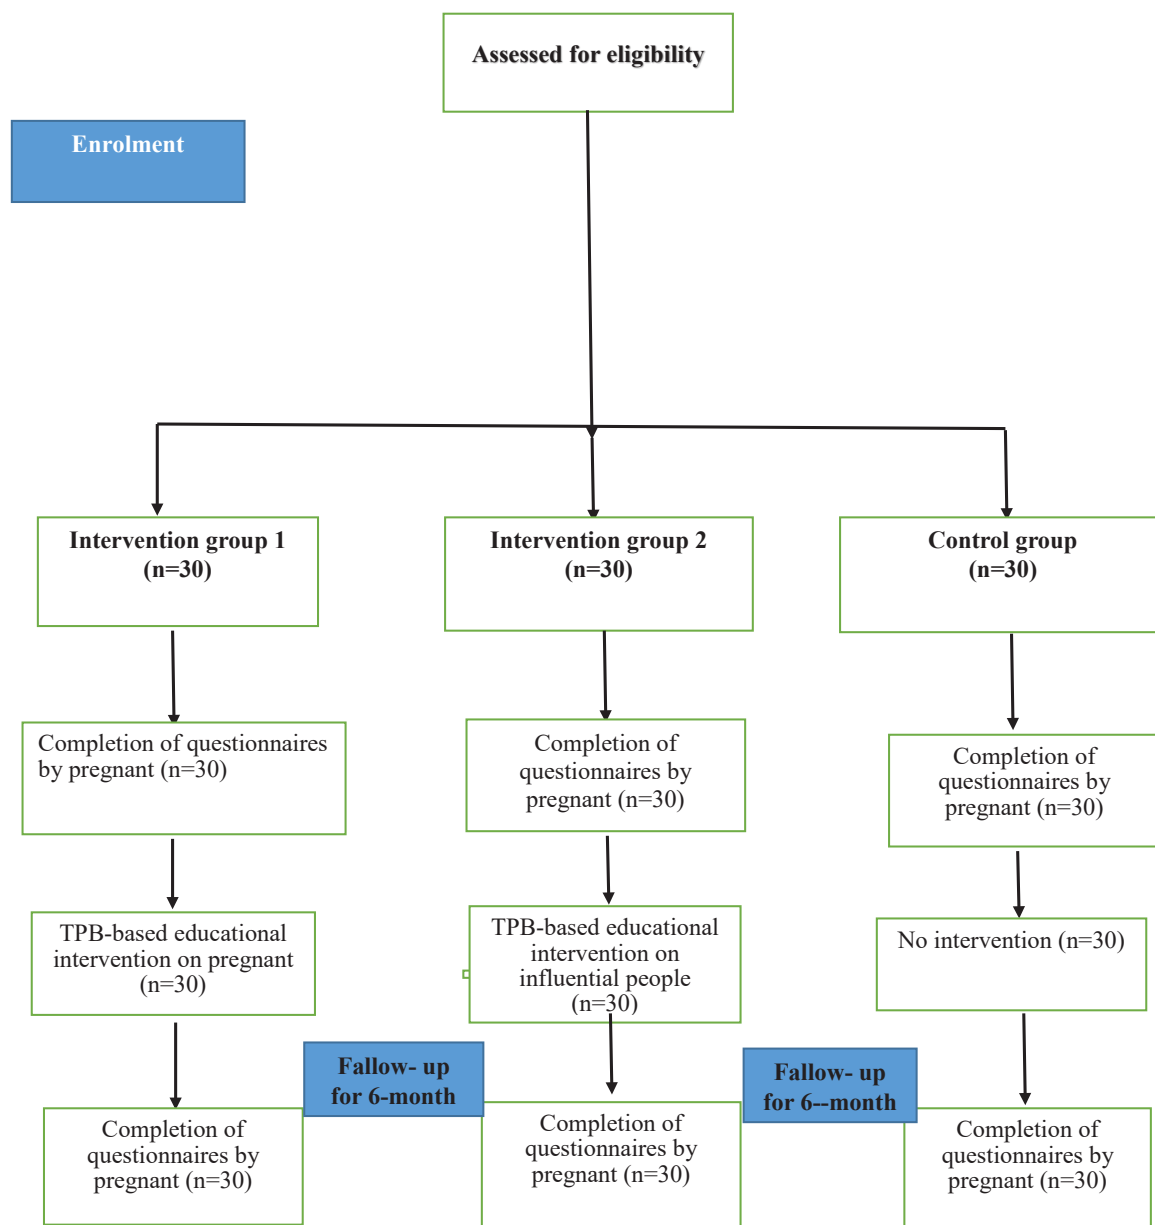 Assessed for eligibility
Enrolment
Intervention group 1
(n=30)
Intervention group 2
(n=30)
Control group
(n=30)
Completion of questionnaires
by pregnant (n=30)
Completion of
questionnaires by
pregnant (n=30)
Completion of
questionnaires by
pregnant (n=30)
TPB-based educational
intervention on pregnant
(n=30)
TPB-based educational
intervention on
influential people
(n=30)
No intervention (n=30)
Fallow- up
for 6-month
Fallow- up
for 6--month
Completion of
questionnaires by
pregnant (n=30)
Completion of
questionnaires by
pregnant (n=30)
Completion of
questionnaires by
pregnant (n=30)